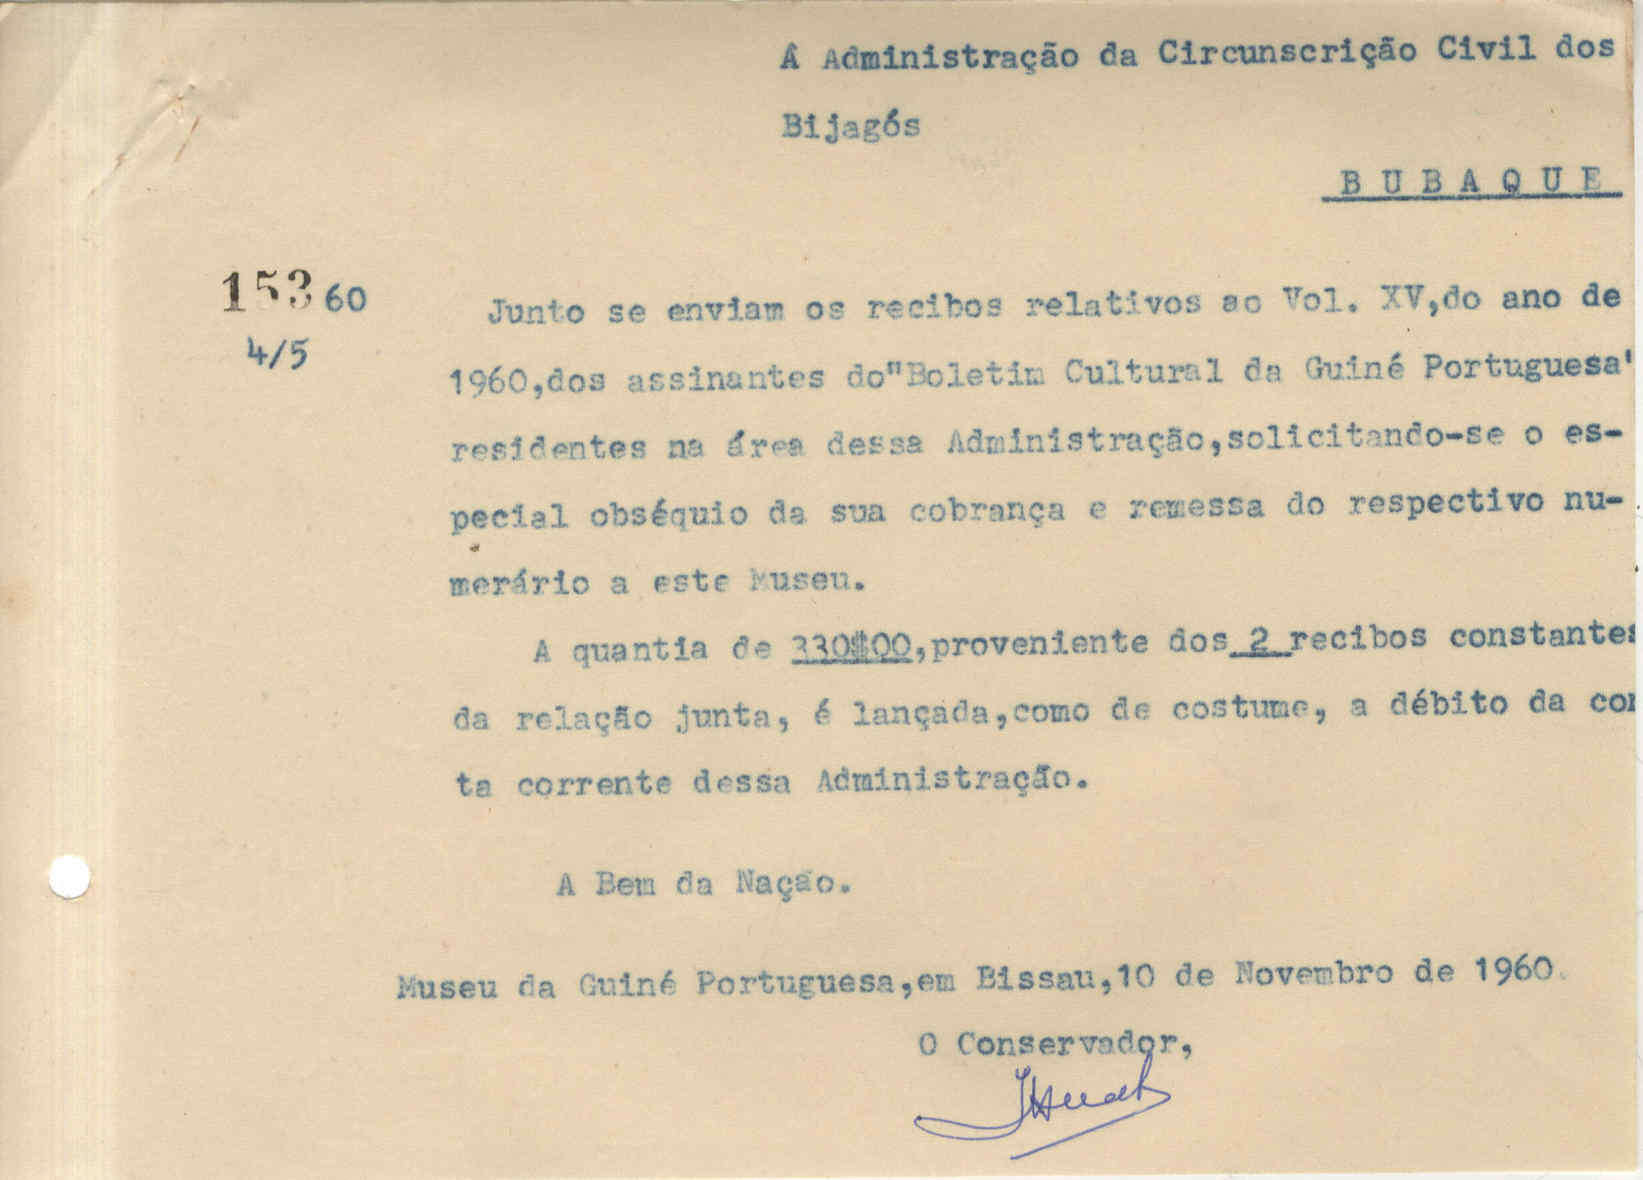 Á Administração da Circunscrição Civil dos
Bijagós
B U B A Q U E
153 60
4/5
Junto se enviam os recibos relativos ao Vol. XV,do ano de
1960,dos assinantes do"Boletim Cultural da Guiné Portuguesa"
residentes na área dessa Administração,solicitando-se o es-
pecial obséquio da sua cobrança e remessa do respectivo nu-
merário a este Museu.
A quantia de 330$00,proveniente dos 2 recibos constantes
da relação junta, é lançada,como de costume, a débito da con
ta corrente dessa Administração.
A Bem da Nação.
Museu da Guiné Portuguesa,em Bissau,10 de Novembro de 1960.
O Conservador,